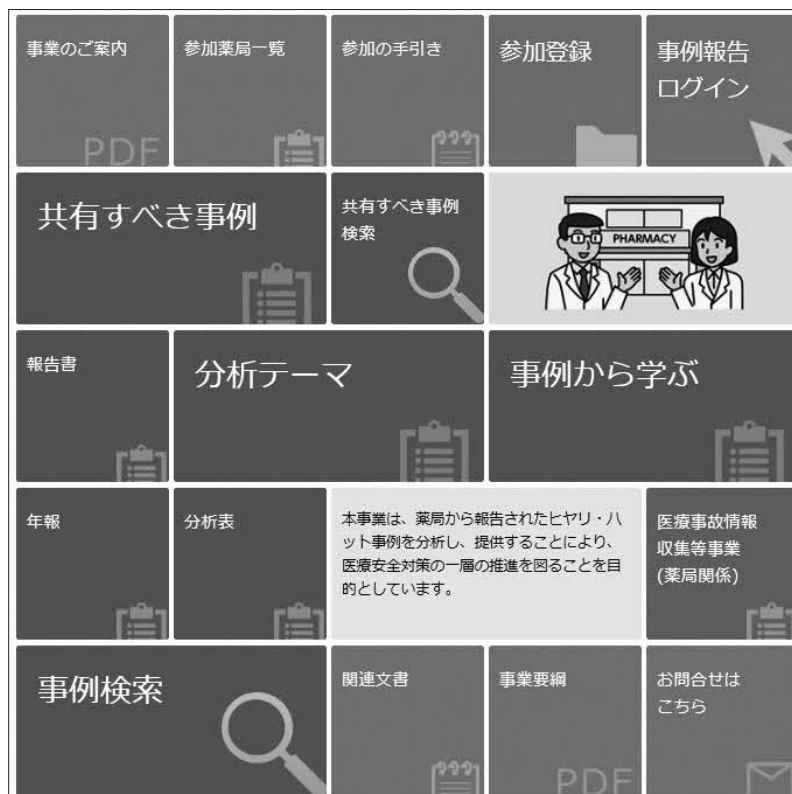 事業のご案内
PDF
参加薬局一覧
参加の手引き
参加登録
事例報告
ログイン
共有すべき事例
共有すべき事例
検索
PHARMACY
報告書
分析テーマ
事例から学ぶ
年報
分析表
本事業は、薬局から報告されたヒヤリ・ハ
ット事例を分析し、提供することにより、
医療安全対策の一層の推進を図ることを目
的としています。
医療事故情報
収集等事業
(薬局関係)
事例検索
関連文書
事業要綱
PDF
お問合せは
こちら